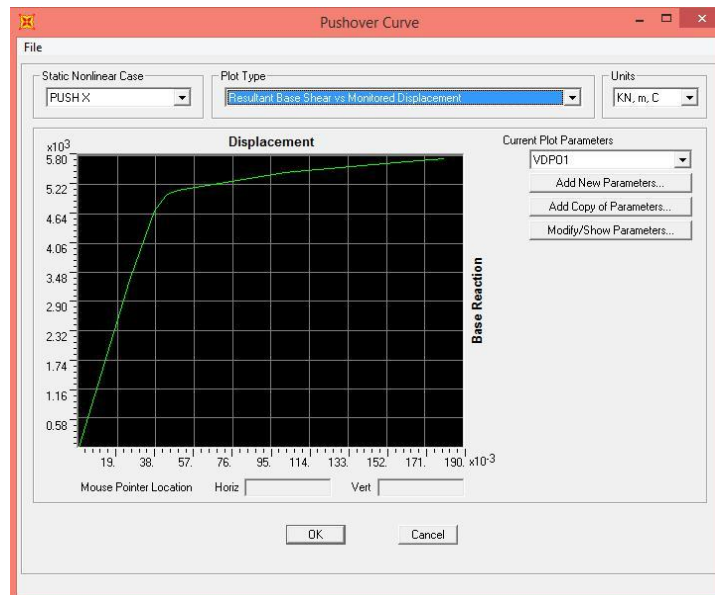 Pushover Curve
File
Static Nonlinear Case
PUSH X
Plot Type
Resultant Base Shear vs Monitored Displacement
Units
KN, m, C
Displacement
x10³
5.80
5.22
4.64
4.06
3.48
2.90
2.32
1.74
1.16
0.58
19. 38. 57. 76. 95. 114. 133. 152. 171. 190. x10⁻³
Base Reaction
Current Plot Parameters
VDPO1
Add New Parameters...
Add Copy of Parameters...
Modify/Show Parameters...
Mouse Pointer Location Horiz Vert
OK Cancel